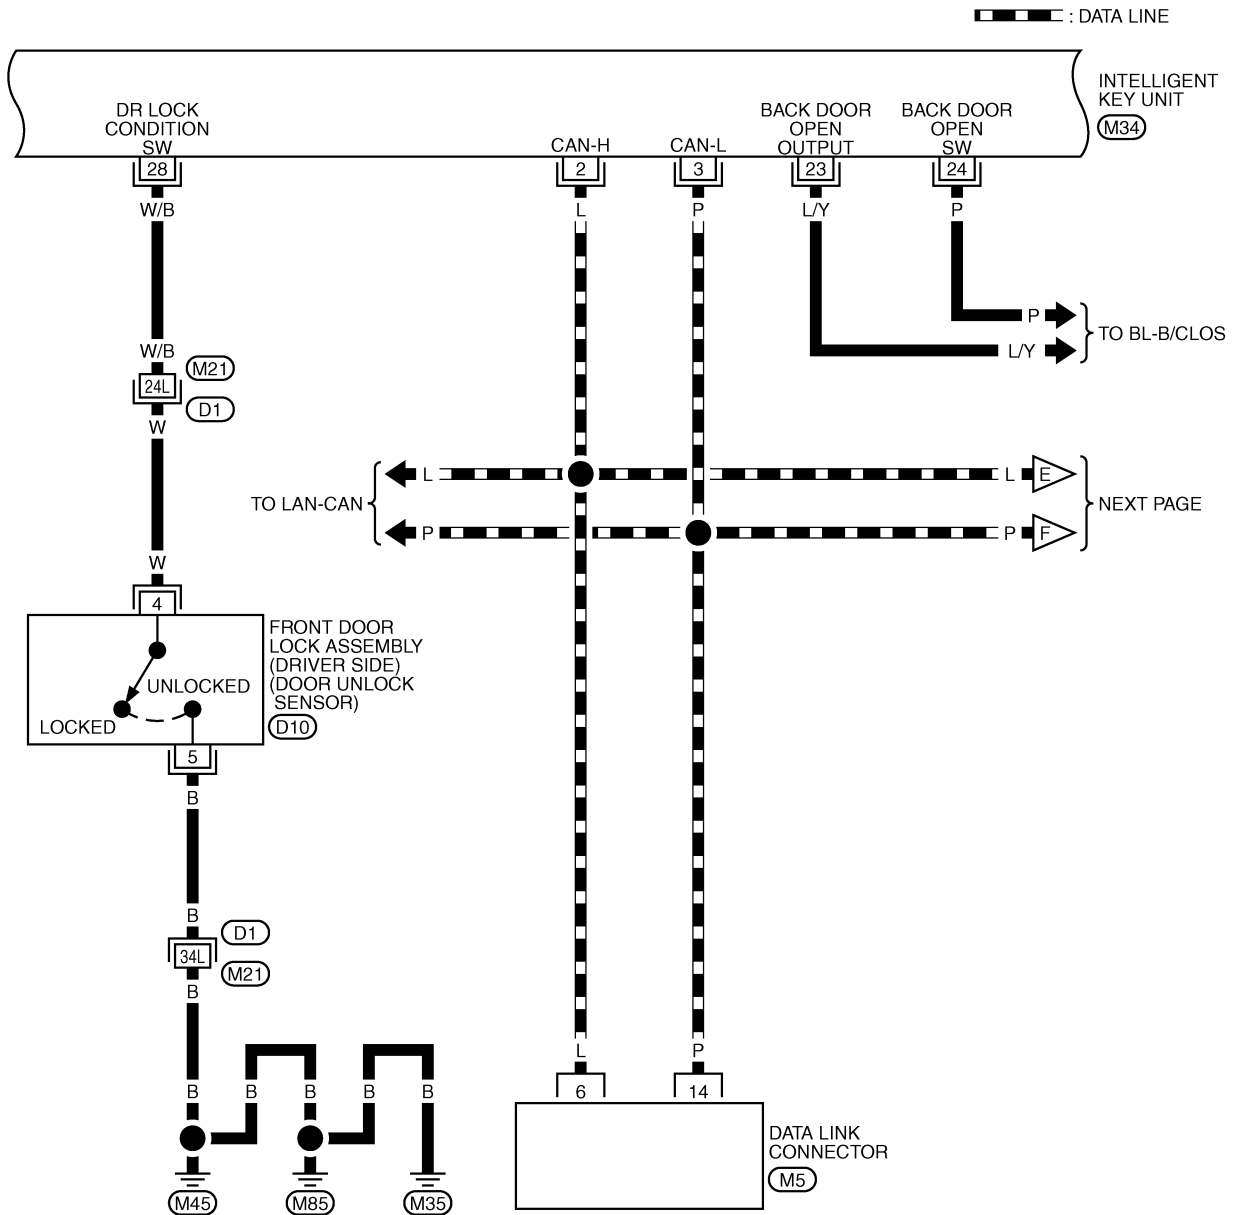 : DATA LINE
INTELLIGENT
KEY UNIT
M34
DR LOCK
CONDITION
SW
CAN-H
CAN-L
BACK DOOR
OPEN
OUTPUT
BACK DOOR
OPEN
SW
28
2
3
23
24
W/B
L
P
L/Y
P
P
L/Y
TO BL-B/CLOS
W/B
M21
24L
D1
W
TO LAN-CAN
L
L
E
P
P
F
NEXT PAGE
W
4
FRONT DOOR
LOCK ASSEMBLY
(DRIVER SIDE)
(DOOR UNLOCK
SENSOR)
D10
UNLOCKED
LOCKED
5
B
B
D1
34L
M21
B
L
P
B
B
B
B
B
6
14
DATA LINK
CONNECTOR
M5
M45
M85
M35